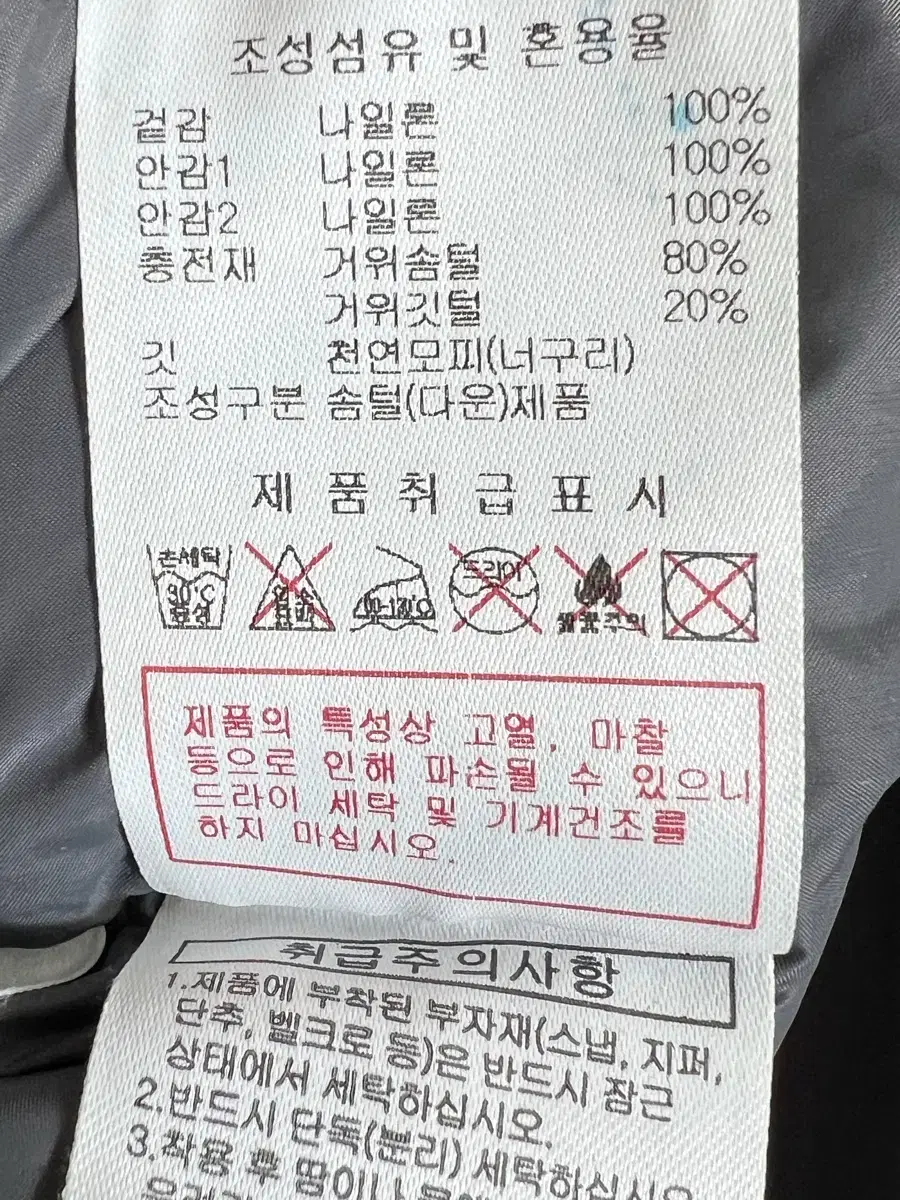 조성섬유 및 혼용율
겉감 나일론 100%
안감1 나일론 100%
안감2 나일론 100%
충전재 거위솜털 80%
거위깃털 20%
깃 천연모피(너구리)
조성구분 솜털(다운)제품
제 품 취 급 표 시
손세탁
30℃
중성
드라이
제품의 특성상 고열, 마찰
등으로 인해 파손될 수 있으니
드라이 세탁 및 기계건조를
하지 마십시오.
취급주의사항
1.제품에 부착된 부자재(스냅, 지퍼,
단추, 벨크로 등)은 반드시 잠근
상태에서 세탁하십시오.
2.반드시 단독(분리) 세탁하십시오
3.착용 후 땀이나